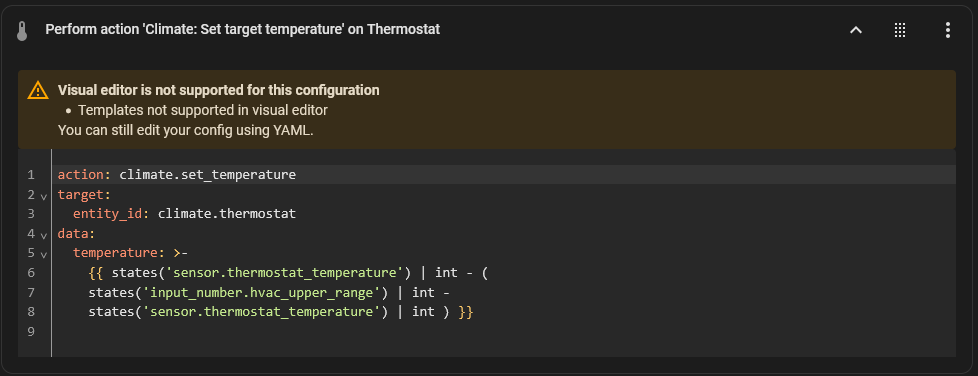 Perform action 'Climate: Set target temperature' on Thermostat
Visual editor is not supported for this configuration
• Templates not supported in visual editor
You can still edit your config using YAML.
1 action: climate.set_temperature
2 target:
3   entity_id: climate.thermostat
4 data:
5   temperature: >-
6     {{ states('sensor.thermostat_temperature') | int - (
7     states('input_number.hvac_upper_range') | int -
8     states('sensor.thermostat_temperature') | int ) }}
9